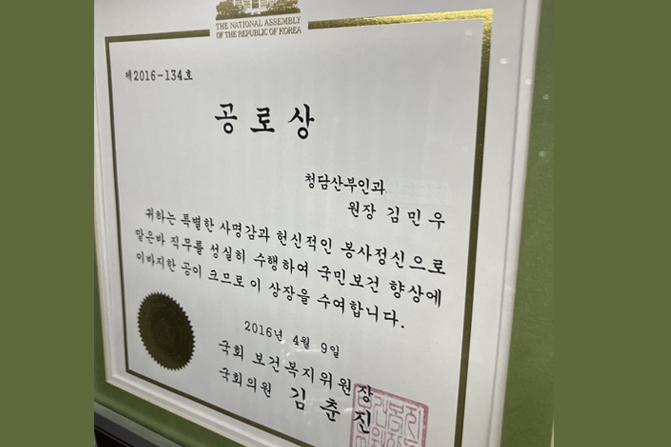 THE NATIONAL ASSEMBLY
OF THE REPUBLIC OF KOREA
제2016-134호
공로상
청담산부인과
원장 김민우
귀하는 특별한 사명감과 헌신적인 봉사정신으로
맡은바 직무를 성실히 수행하여 국민보건 향상에
이바지한 공이 크므로 이 상장을 수여합니다.
2016년 4월 9일
국회 보건복지위원장
국회의원 김춘진